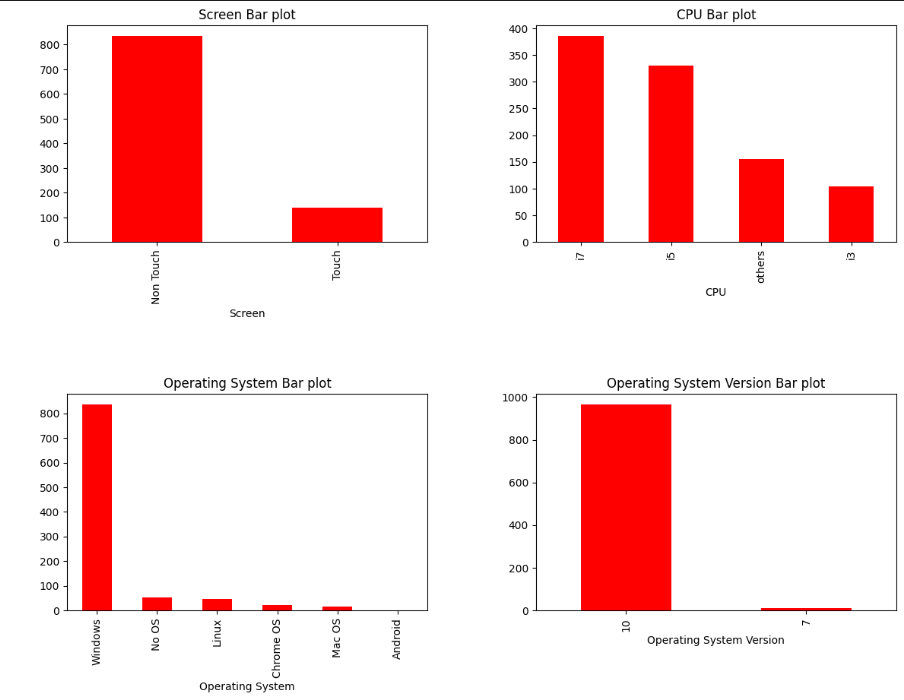 Screen Bar plot
800
700
600
500
400
300
200
100
0
Non Touch
Touch
Screen
CPU Bar plot
400
350
300
250
200
150
100
50
0
i7
i5
others
i3
CPU
Operating System Bar plot
800
700
600
500
400
300
200
100
0
Windows
No OS
Linux
Chrome OS
Mac OS
Android
Operating System
Operating System Version Bar plot
1000
800
600
400
200
0
10
7
Operating System Version